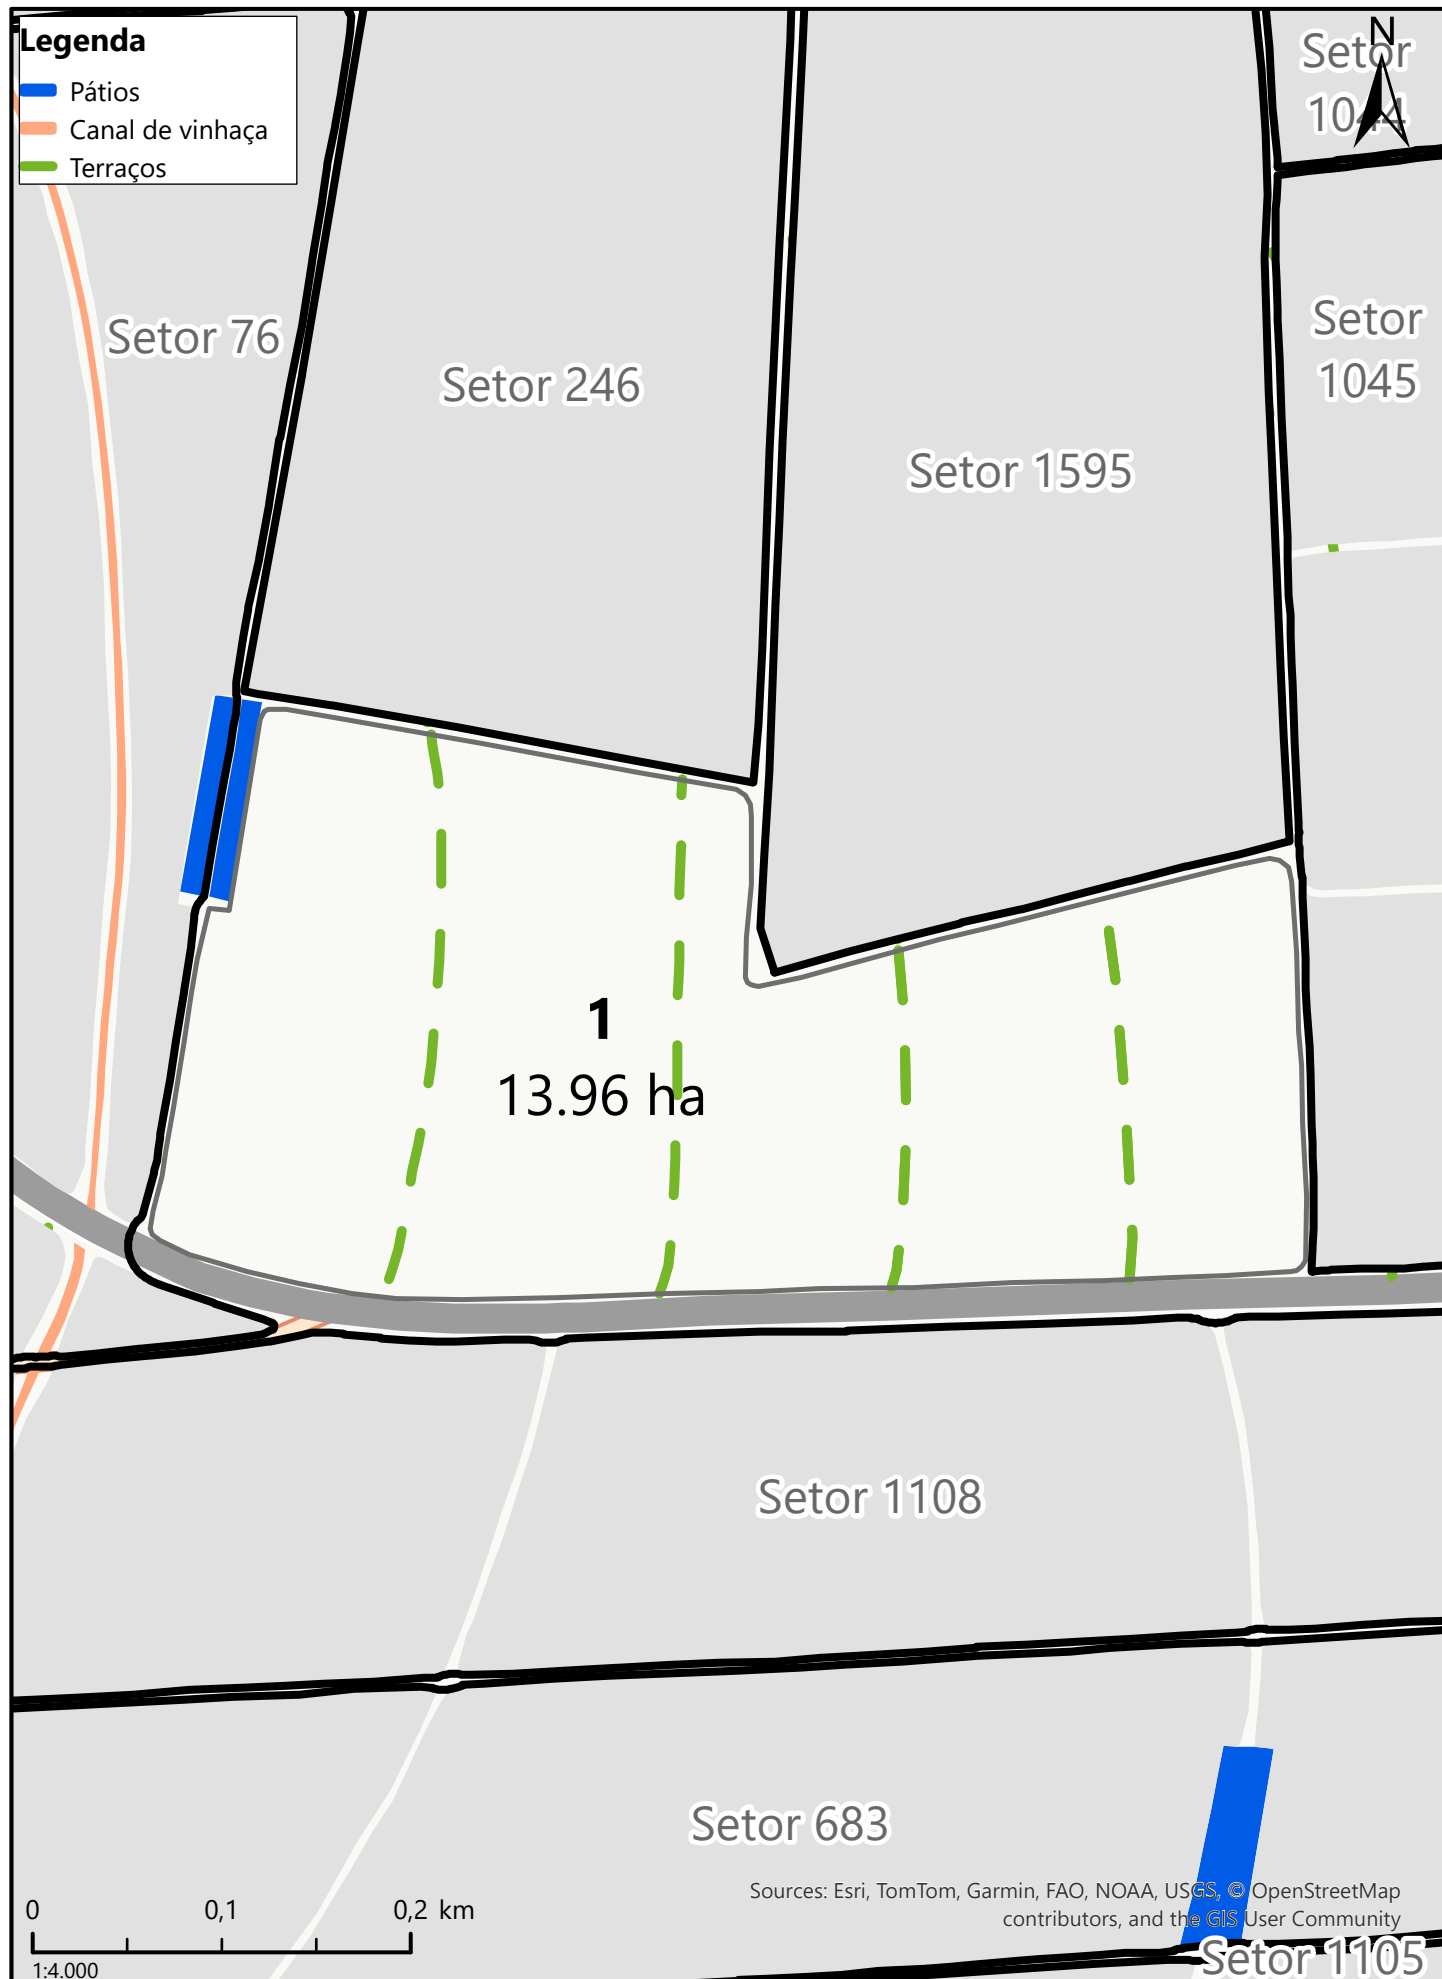 Legenda
Pátios
Canal de vinhaça
Terraços
N
Setor
1044
Setor 76
Setor 246
Setor
1045
Setor 1595
1
13.96 ha
Setor 1108
Setor 683
Sources: Esri, TomTom, Garmin, FAO, NOAA, USGS, © OpenStreetMap
contributors, and the GIS User Community
0 0,1 0,2 km
1:4.000
Setor 1105